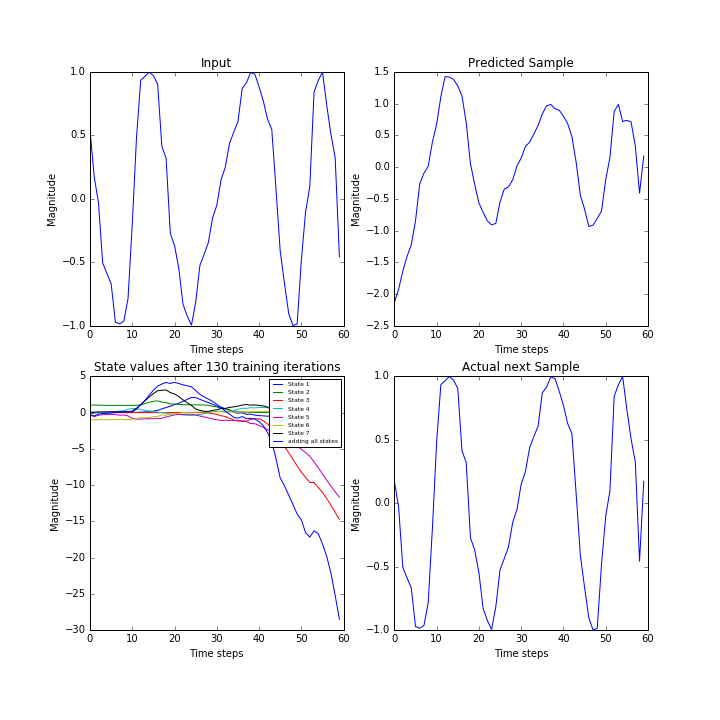 Input
Magnitude
1.0
0.5
0.0
−0.5
−1.0
0 10 20 30 40 50 60
Time steps
Predicted Sample
Magnitude
1.5
1.0
0.5
0.0
−0.5
−1.0
−1.5
−2.0
−2.5
0 10 20 30 40 50 60
Time steps
State values after 130 training iterations
Magnitude
5
0
−5
−10
−15
−20
−25
−30
0 10 20 30 40 50 60
Time steps
State 1
State 2
State 3
State 4
State 5
State 6
State 7
adding all states
Actual next Sample
Magnitude
1.0
0.5
0.0
−0.5
−1.0
0 10 20 30 40 50 60
Time steps